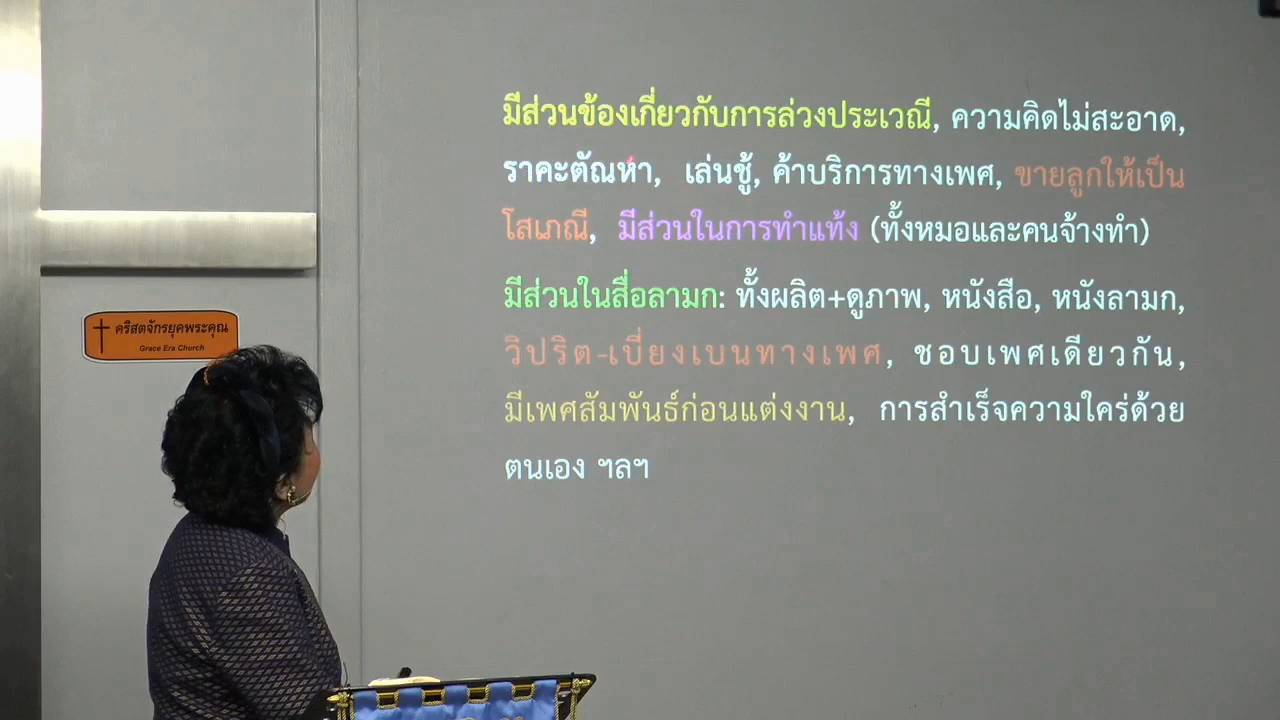 มีส่วนข้องเกี่ยวกับการล่วงประเวณี, ความคิดไม่สะอาด,
ราคะตัณหา, เล่นชู้, ค้าบริการทางเพศ, ขายลูกให้เป็น
โสเภณี, มีส่วนในการทำแท้ง (ทั้งหมอและคนจ้างทำ)
มีส่วนในสื่อลามก: ทั้งผลิต+ดูภาพ, หนังสือ, หนังลามก,
วิปริต-เบี่ยงเบนทางเพศ, ชอบเพศเดียวกัน,
มีเพศสัมพันธ์ก่อนแต่งงาน, การสำเร็จความใคร่ด้วย
ตนเอง ฯลฯ
คริสตจักรยุคพระคุณ
Grace Era Church